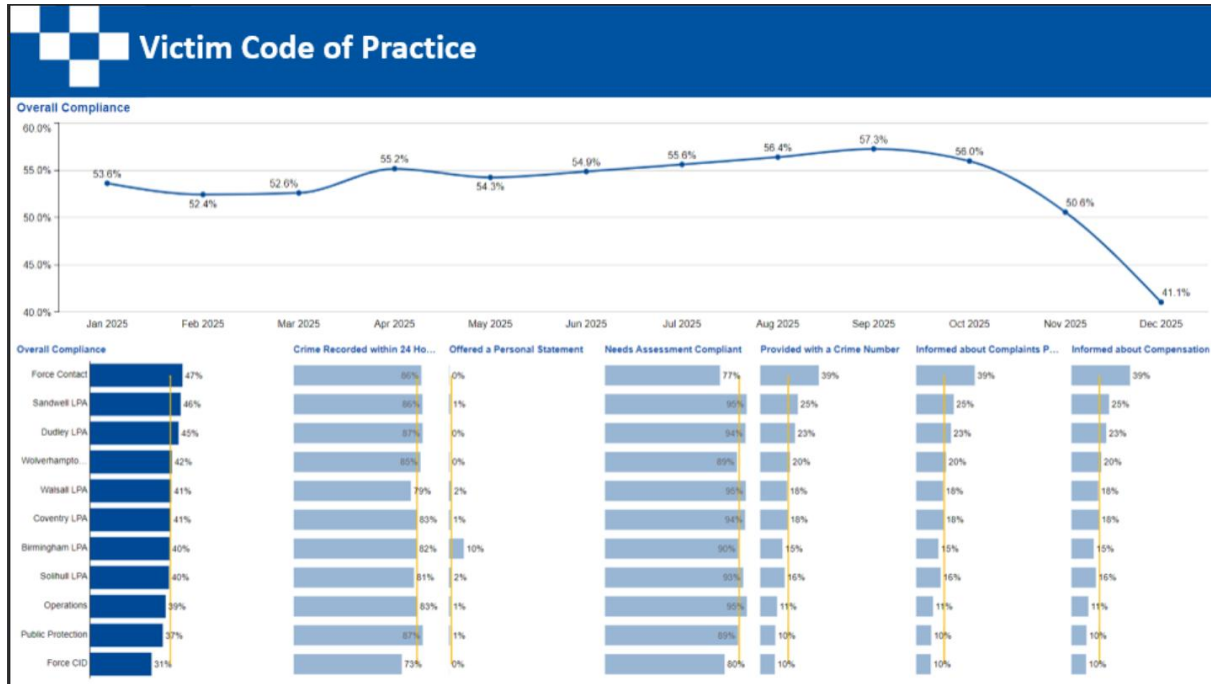 Victim Code of Practice
Overall Compliance
60.0%
55.0%
50.0%
45.0%
40.0%
53.6%
52.4%
52.6%
55.2%
54.3%
54.9%
55.6%
56.4%
57.3%
56.0%
50.6%
41.1%
Jan 2025 Feb 2025 Mar 2025 Apr 2025 May 2025 Jun 2025 Jul 2025 Aug 2025 Sep 2025 Oct 2025 Nov 2025 Dec 2025
Overall Compliance Crime Recorded within 24 Ho... Offered a Personal Statement Needs Assessment Compliant Provided with a Crime Number Informed about Complaints P... Informed about Compensation
Force Contact 47% 86% 0% 77% 39% 39% 39%
Sandwell LPA 46% 86% 1% 95% 25% 25% 25%
Dudley LPA 45% 87% 0% 94% 23% 23% 23%
Wolverhampto... 42% 85% 0% 89% 20% 20% 20%
Walsall LPA 41% 79% 2% 95% 18% 18% 18%
Coventry LPA 41% 83% 1% 94% 18% 18% 18%
Birmingham LPA 40% 82% 10% 90% 15% 15% 15%
Solihull LPA 40% 81% 2% 93% 16% 16% 16%
Operations 39% 83% 1% 95% 11% 11% 11%
Public Protection 37% 87% 1% 89% 10% 10% 10%
Force CID 31% 73% 0% 80% 10% 10% 10%